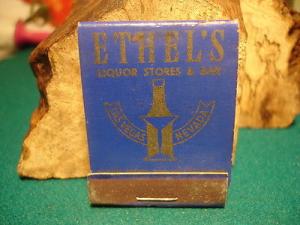 ETHEL'S
LIQUOR STORES & BAR
LAS VEGAS
NEVADA